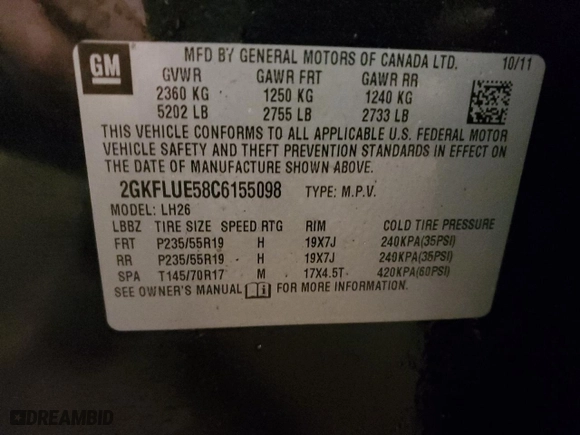 GM
MFD BY GENERAL MOTORS OF CANADA LTD. 10/11
GVWR GAWR FRT GAWR RR
2360 KG 1250 KG 1240 KG
5202 LB 2755 LB 2733 LB
THIS VEHICLE CONFORMS TO ALL APPLICABLE U.S. FEDERAL MOTOR
VEHICLE SAFETY AND THEFT PREVENTION STANDARDS IN EFFECT ON
THE DATE OF MANUFACTURE SHOWN ABOVE.
2GKFLUE58C6155098 TYPE: M.P.V.
MODEL: LH26
LBBZ TIRE SIZE SPEED RTG RIM COLD TIRE PRESSURE
FRT P235/55R19 H 19X7J 240KPA(35PSI)
RR P235/55R19 H 19X7J 240KPA(35PSI)
SPA T145/70R17 M 17X4.5T 420KPA(60PSI)
SEE OWNER'S MANUAL i FOR MORE INFORMATION.
DREAMBID